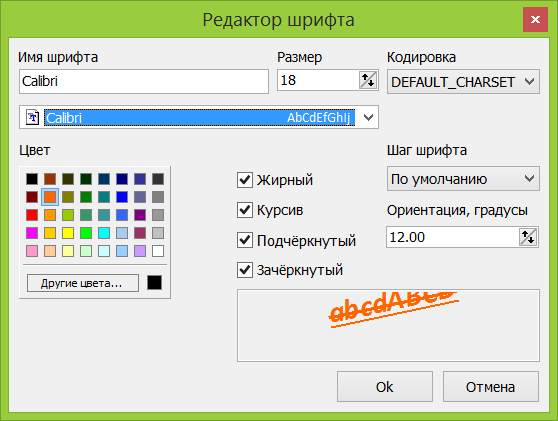 Редактор шрифта
Имя шрифта
Размер
Кодировка
Calibri
18
DEFAULT_CHARSET
Calibri AbCdEfGhIj
Цвет
Шаг шрифта
Жирный
По умолчанию
Курсив
Ориентация, градусы
Подчёркнутый
12.00
Зачёркнутый
Другие цвета...
abcdABCD
Ok
Отмена